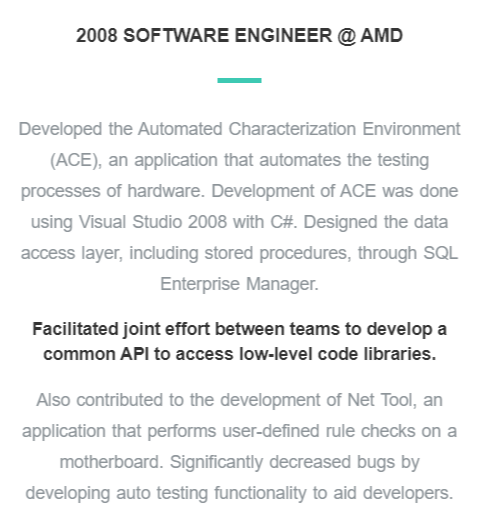 2008 SOFTWARE ENGINEER @ AMD
Developed the Automated Characterization Environment
(ACE), an application that automates the testing
processes of hardware. Development of ACE was done
using Visual Studio 2008 with C#. Designed the data
access layer, including stored procedures, through SQL
Enterprise Manager.
Facilitated joint effort between teams to develop a
common API to access low-level code libraries.
Also contributed to the development of Net Tool, an
application that performs user-defined rule checks on a
motherboard. Significantly decreased bugs by
developing auto testing functionality to aid developers.